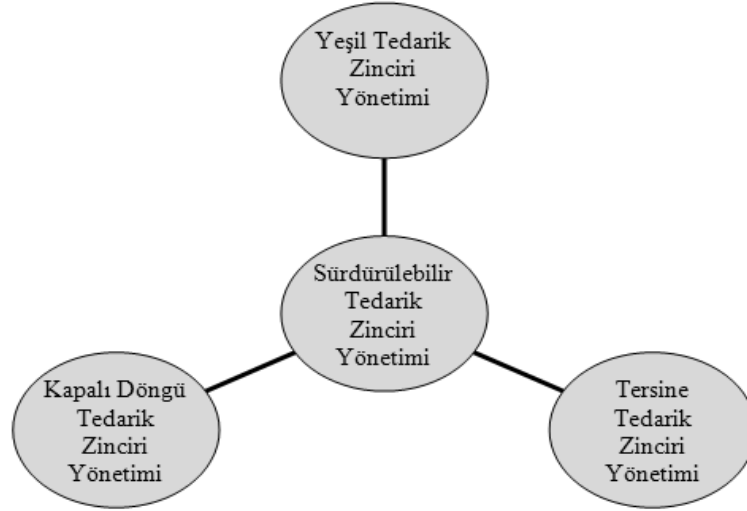 Yeşil Tedarik
Zinciri
Yönetimi
Sürdürülebilir
Tedarik
Zinciri
Yönetimi
Kapalı Döngü
Tedarik
Zinciri
Yönetimi
Tersine
Tedarik
Zinciri
Yönetimi